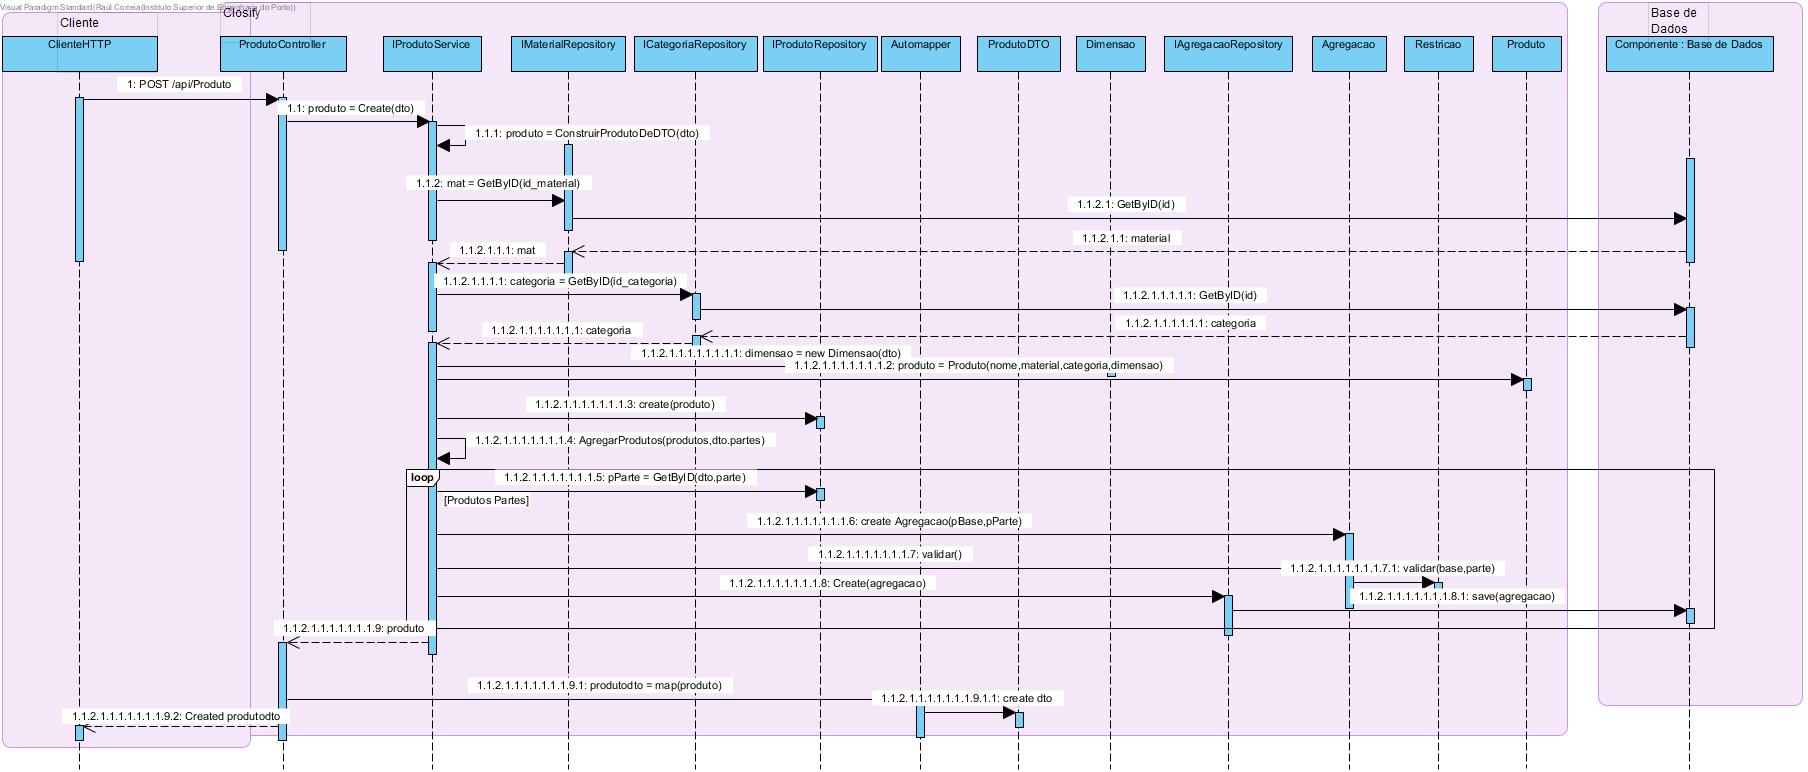 Visual Paradigm Standard(Raúl Correia(Instituto Superior de Engenharia do Porto))
Cliente
Closify
Base de
Dados
ClienteHTTP
ProdutoController
IProdutoService
IMaterialRepository
ICategoriaRepository
IProdutoRepository
Automapper
ProdutoDTO
Dimensao
IAgregacaoRepository
Agregacao
Restricao
Produto
Componente : Base de Dados
1: POST /api/Produto
1.1: produto = Create(dto)
1.1.1: produto = ConstruirProdutoDeDTO(dto)
1.1.2: mat = GetByID(id_material)
1.1.2.1: GetByID(id)
1.1.2.1.1: material
1.1.2.1.1.1: mat
1.1.2.1.1.1.1: categoria = GetByID(id_categoria)
1.1.2.1.1.1.1.1: GetByID(id)
1.1.2.1.1.1.1.1.1: categoria
1.1.2.1.1.1.1.1.1.1: categoria
1.1.2.1.1.1.1.1.1.1.1: dimensao = new Dimensao(dto)
1.1.2.1.1.1.1.1.1.1.2: produto = Produto(nome,material,categoria,dimensao)
1.1.2.1.1.1.1.1.1.1.3: create(produto)
1.1.2.1.1.1.1.1.1.1.4: AgregarProdutos(produtos,dto.partes)
loop
1.1.2.1.1.1.1.1.1.1.5: pParte = GetByID(dto.parte)
[Produtos Partes]
1.1.2.1.1.1.1.1.1.1.6: create Agregacao(pBase,pParte)
1.1.2.1.1.1.1.1.1.1.7: validar()
1.1.2.1.1.1.1.1.1.1.7.1: validar(base,parte)
1.1.2.1.1.1.1.1.1.1.8: Create(agregacao)
1.1.2.1.1.1.1.1.1.1.8.1: save(agregacao)
1.1.2.1.1.1.1.1.1.1.9: produto
1.1.2.1.1.1.1.1.1.1.9.1: produtodto = map(produto)
1.1.2.1.1.1.1.1.1.1.9.1.1: create dto
1.1.2.1.1.1.1.1.1.1.9.2: Created produtodto